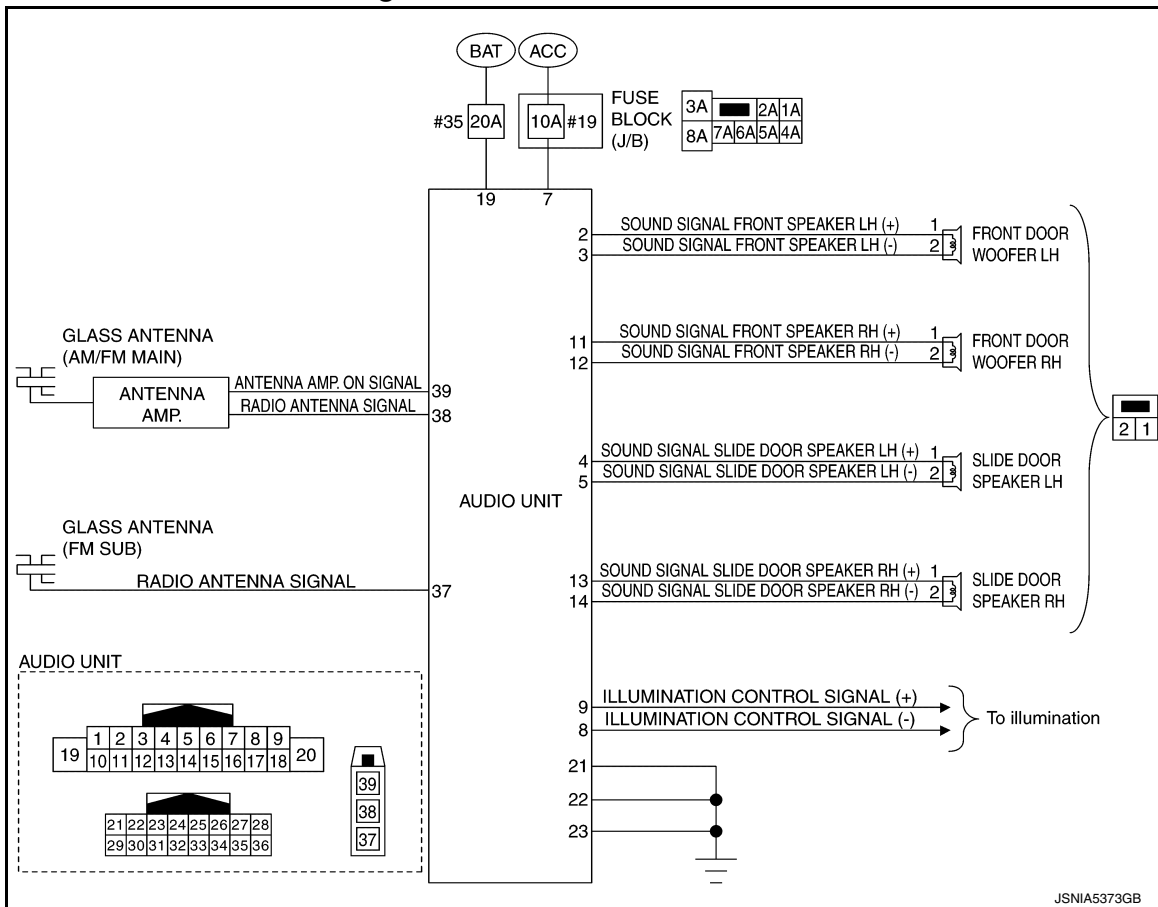 BAT ACC
#35 20A 10A #19
FUSE
BLOCK
(J/B)
3A 2A 1A
8A 7A 6A 5A 4A
19 7
2 SOUND SIGNAL FRONT SPEAKER LH (+) 1
3 SOUND SIGNAL FRONT SPEAKER LH (-) 2
FRONT DOOR
WOOFER LH
11 SOUND SIGNAL FRONT SPEAKER RH (+) 1
12 SOUND SIGNAL FRONT SPEAKER RH (-) 2
FRONT DOOR
WOOFER RH
GLASS ANTENNA
(AM/FM MAIN)
ANTENNA
AMP.
ANTENNA AMP. ON SIGNAL 39
RADIO ANTENNA SIGNAL 38
2 1
4 SOUND SIGNAL SLIDE DOOR SPEAKER LH (+) 1
5 SOUND SIGNAL SLIDE DOOR SPEAKER LH (-) 2
SLIDE DOOR
SPEAKER LH
AUDIO UNIT
GLASS ANTENNA
(FM SUB)
RADIO ANTENNA SIGNAL 37
13 SOUND SIGNAL SLIDE DOOR SPEAKER RH (+) 1
14 SOUND SIGNAL SLIDE DOOR SPEAKER RH (-) 2
SLIDE DOOR
SPEAKER RH
9 ILLUMINATION CONTROL SIGNAL (+)
8 ILLUMINATION CONTROL SIGNAL (-)
To illumination
21
22
23
AUDIO UNIT
1 2 3 4 5 6 7 8 9
19 10 11 12 13 14 15 16 17 18 20
21 22 23 24 25 26 27 28
29 30 31 32 33 34 35 36
39
38
37
JSNIA5373GB